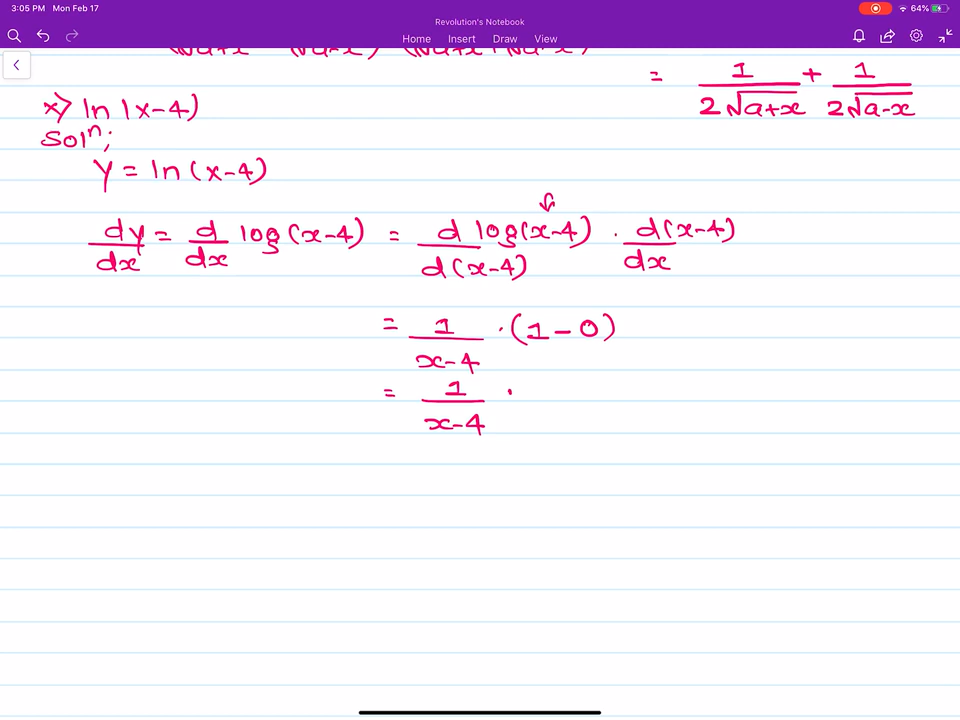 3:05 PM Mon Feb 17
64%
Revolution's Notebook
Home Insert Draw View
= 1/(2√a+x) + 1/(2√a-x)
x) ln(x-4)
Solⁿ;
y = ln(x-4)
dy/dx = d/dx log(x-4) = d log(x-4)/d(x-4) · d(x-4)/dx
= 1/(x-4) · (1-0)
= 1/(x-4) ·